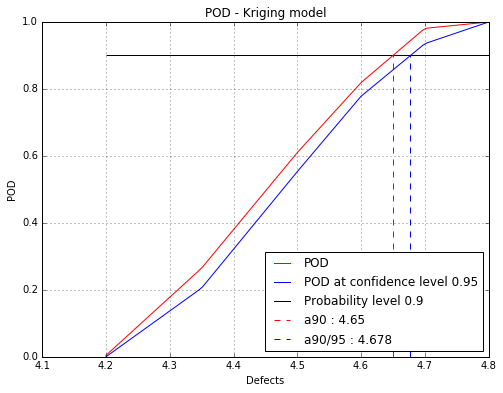 POD - Kriging model
1.0
0.8
0.6
0.4
0.2
0.0
POD
POD
POD at confidence level 0.95
Probability level 0.9
a90 : 4.65
a90/95 : 4.678
4.1 4.2 4.3 4.4 4.5 4.6 4.7 4.8
Defects